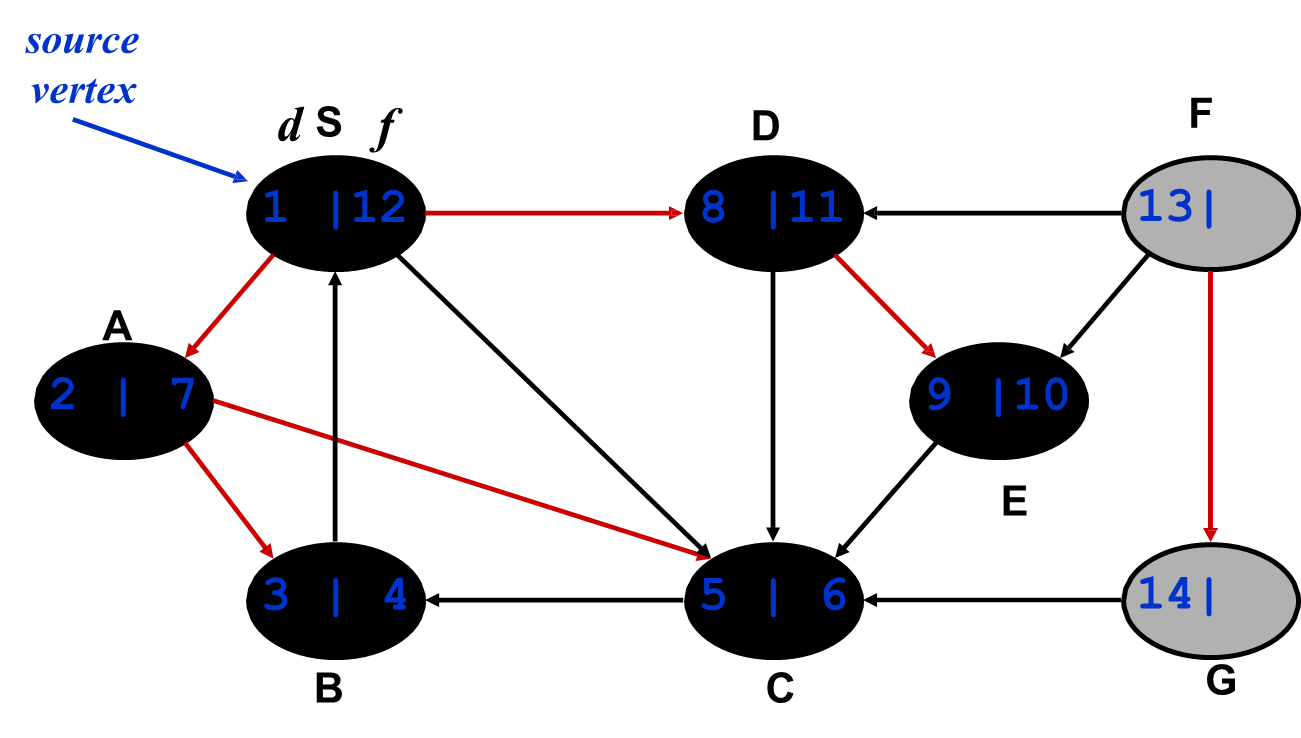 source
vertex
d S f
D
F
1 |12
8 |11
13|
A
2 | 7
9 |10
E
3 | 4
5 | 6
14|
B
C
G